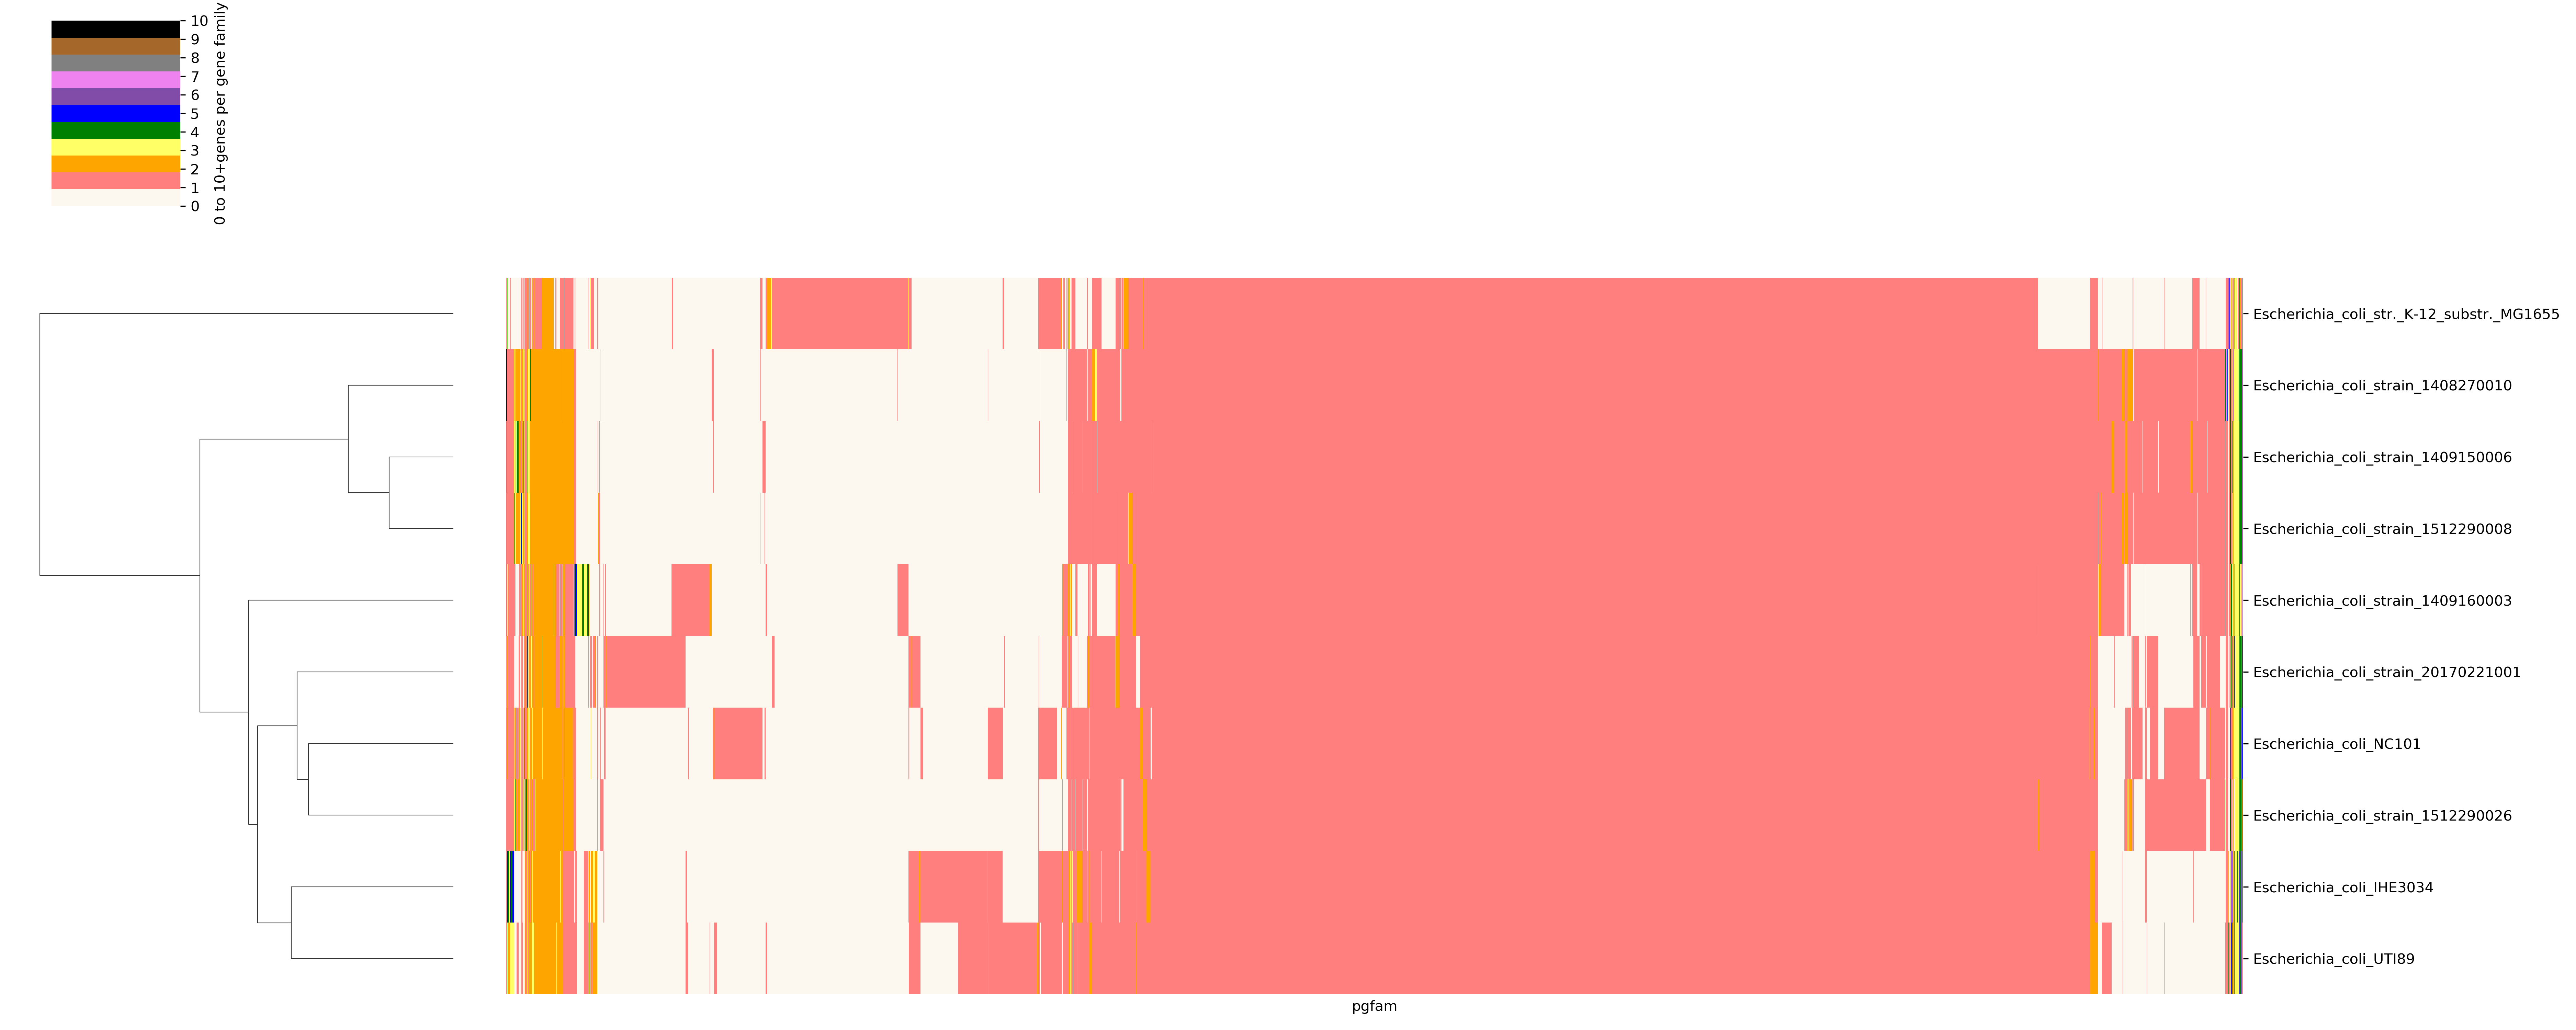 10
9
8
7
6
5
4
3
2
1
0
0 to 10+genes per gene family
Escherichia_coli_str._K-12_substr._MG1655
Escherichia_coli_strain_1408270010
Escherichia_coli_strain_1409150006
Escherichia_coli_strain_1512290008
Escherichia_coli_strain_1409160003
Escherichia_coli_strain_20170221001
Escherichia_coli_NC101
Escherichia_coli_strain_1512290026
Escherichia_coli_IHE3034
Escherichia_coli_UTI89
pgfam